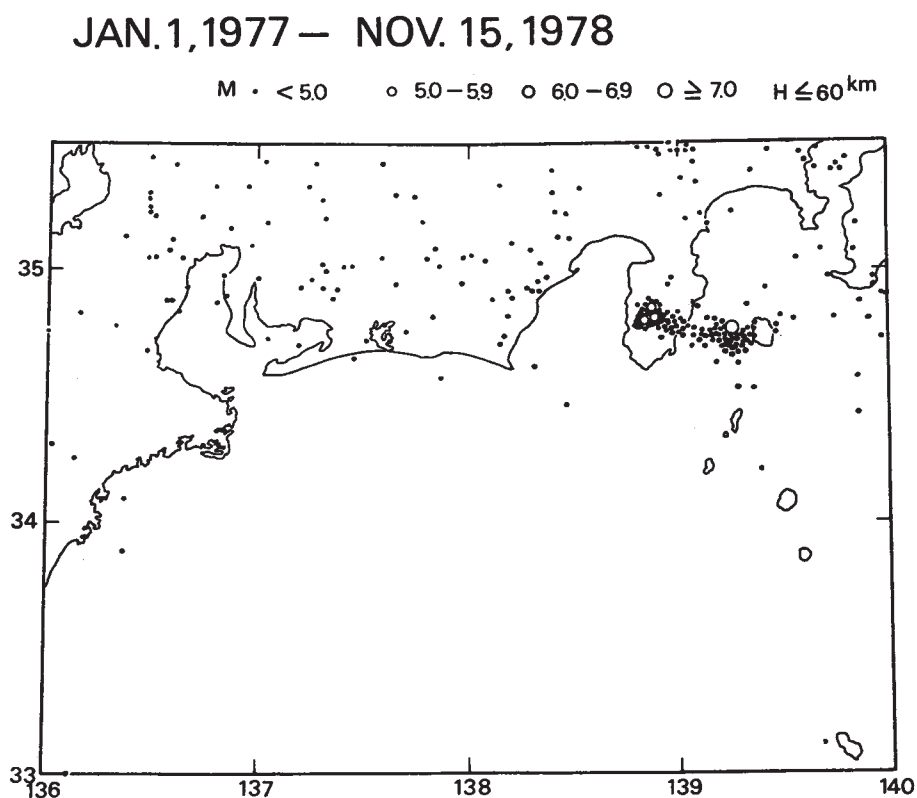 JAN. 1, 1977 — NOV. 15, 1978
M • < 5.0 ○ 5.0 – 5.9 ○ 6.0 – 6.9 ○ ≧ 7.0 H ≦ 60 km
35
34
33
136 137 138 139 140